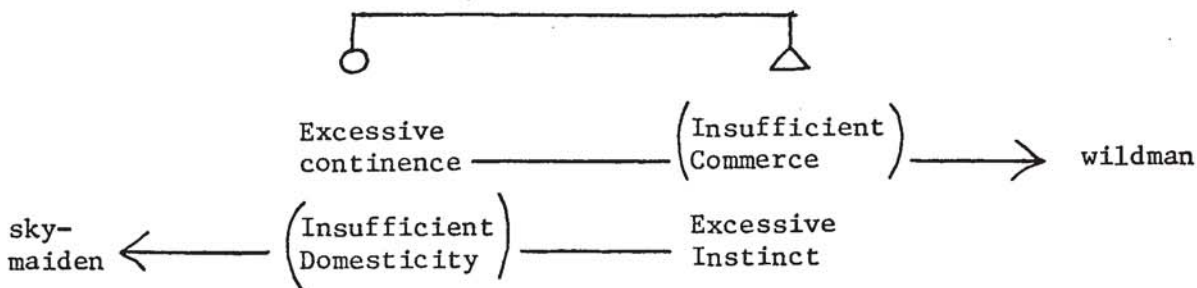 Excessive
continence
(Insufficient
Commerce)
wildman
sky-
maiden
(Insufficient
Domesticity)
Excessive
Instinct